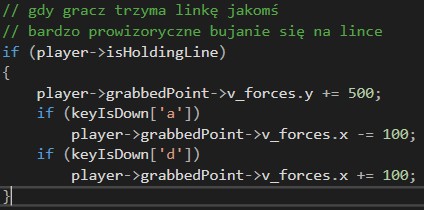 // gdy gracz trzyma linkę jakomś
// bardzo prowizoryczne bujanie się na lince
if (player->isHoldingLine)
{
    player->grabbedPoint->v_forces.y += 500;
    if (keyIsDown['a'])
        player->grabbedPoint->v_forces.x -= 100;
    if (keyIsDown['d'])
        player->grabbedPoint->v_forces.x += 100;
}